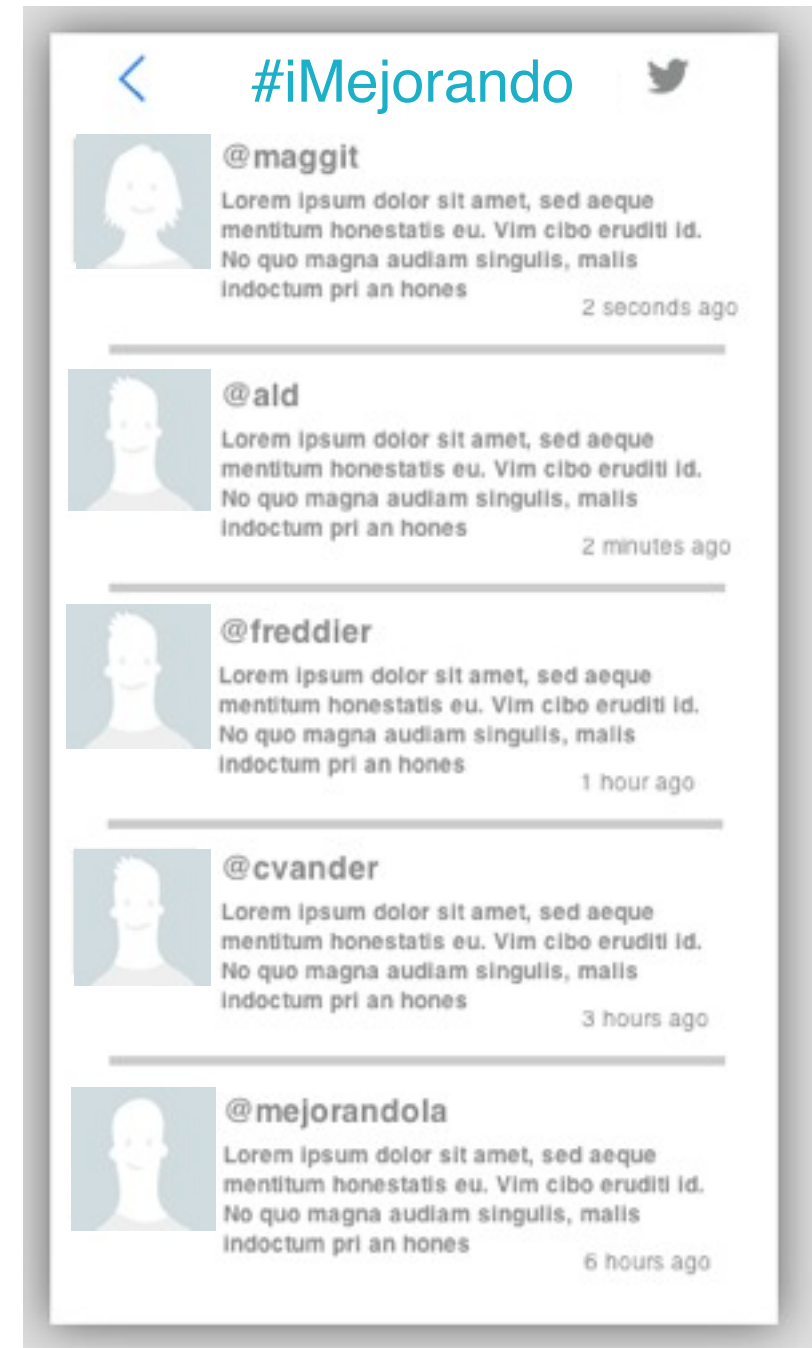 #iMejorando
@maggit
Lorem ipsum dolor sit amet, sed aeque
mentitum honestatis eu. Vim cibo eruditi id.
No quo magna audiam singulis, malis
indoctum pri an hones
2 seconds ago
@ald
Lorem ipsum dolor sit amet, sed aeque
mentitum honestatis eu. Vim cibo eruditi id.
No quo magna audiam singulis, malis
indoctum pri an hones
2 minutes ago
@freddier
Lorem ipsum dolor sit amet, sed aeque
mentitum honestatis eu. Vim cibo eruditi id.
No quo magna audiam singulis, malis
indoctum pri an hones
1 hour ago
@cvander
Lorem ipsum dolor sit amet, sed aeque
mentitum honestatis eu. Vim cibo eruditi id.
No quo magna audiam singulis, malis
indoctum pri an hones
3 hours ago
@mejorandola
Lorem ipsum dolor sit amet, sed aeque
mentitum honestatis eu. Vim cibo eruditi id.
No quo magna audiam singulis, malis
indoctum pri an hones
6 hours ago